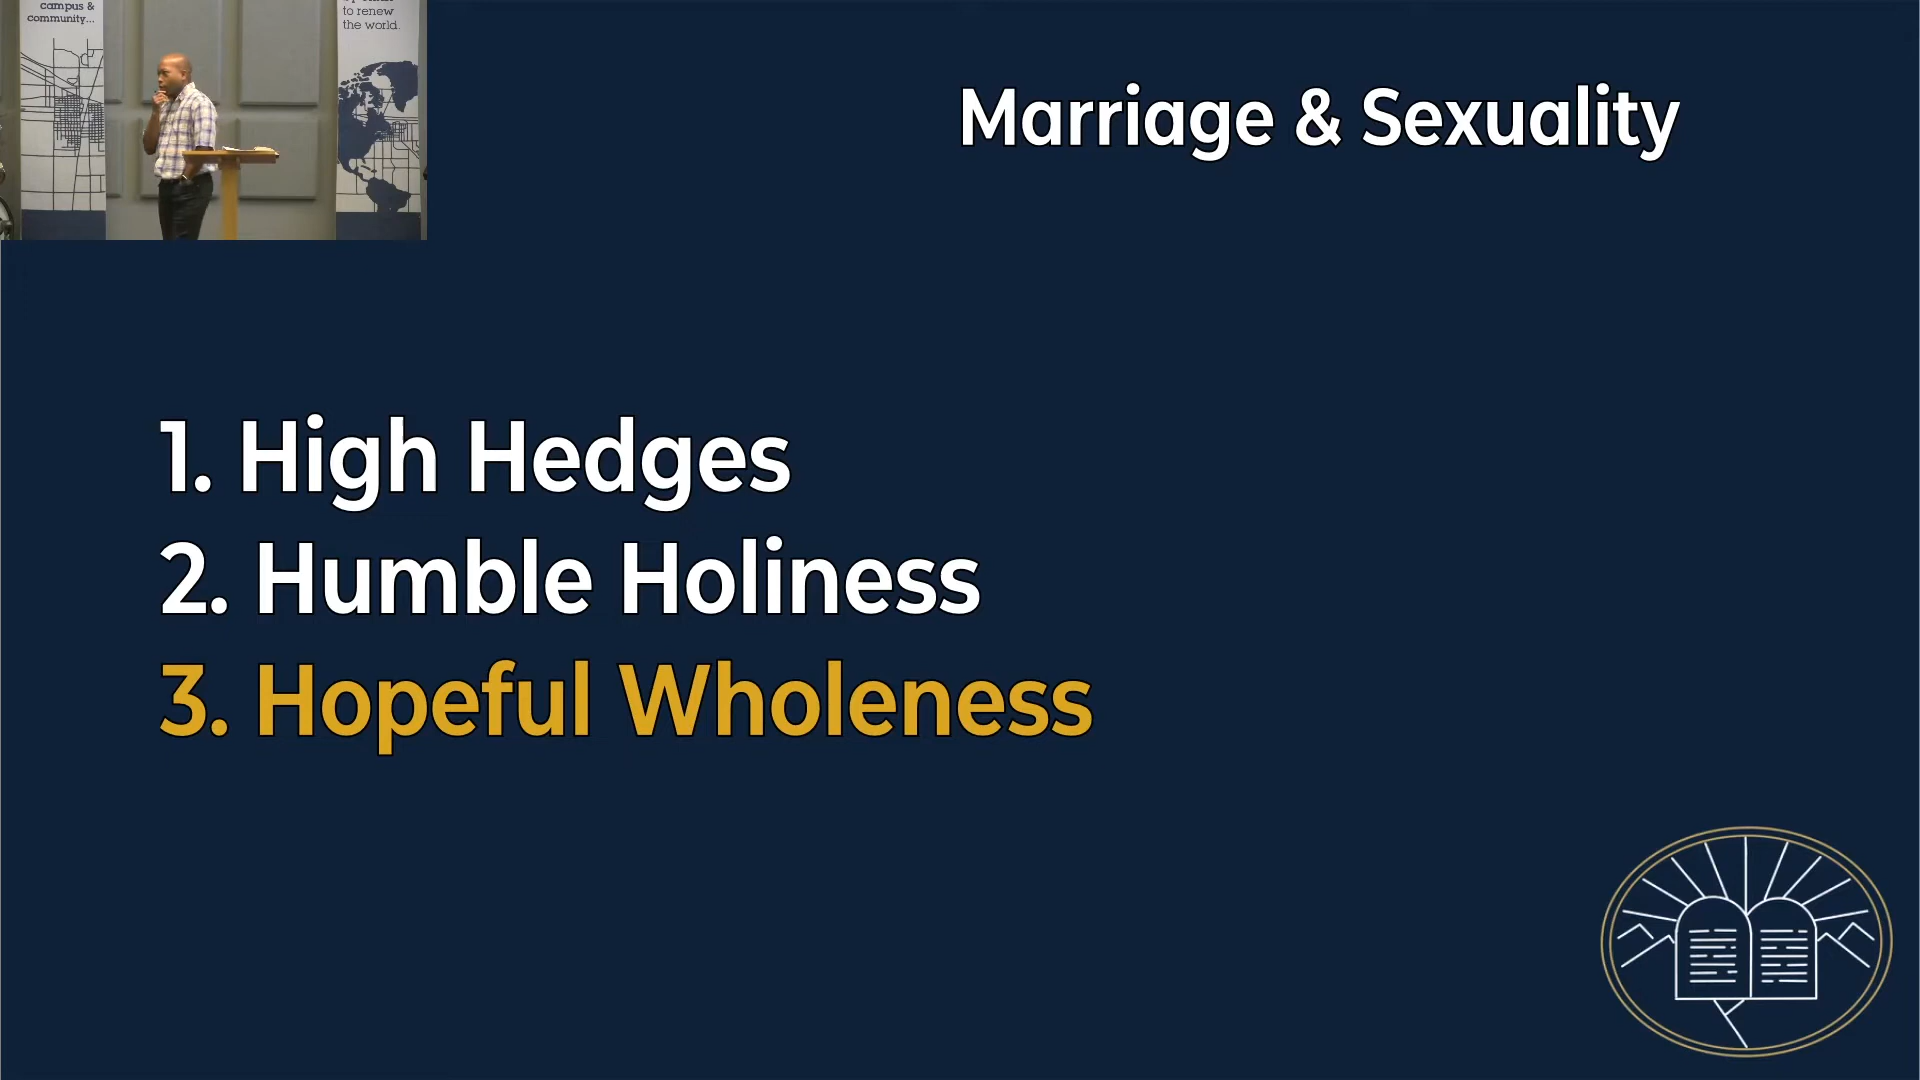 campus &
community...
to renew
the world.
Marriage & Sexuality
1. High Hedges
2. Humble Holiness
3. Hopeful Wholeness